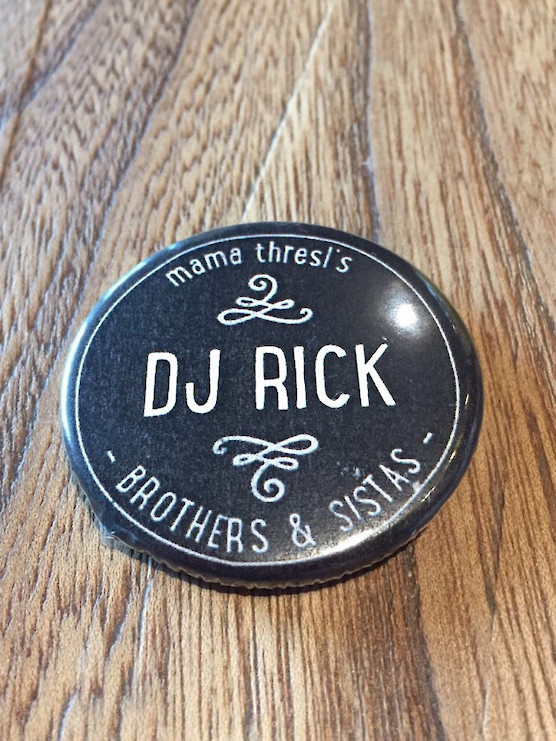 mama thresl's
DJ RICK
- BROTHERS & SISTAS -